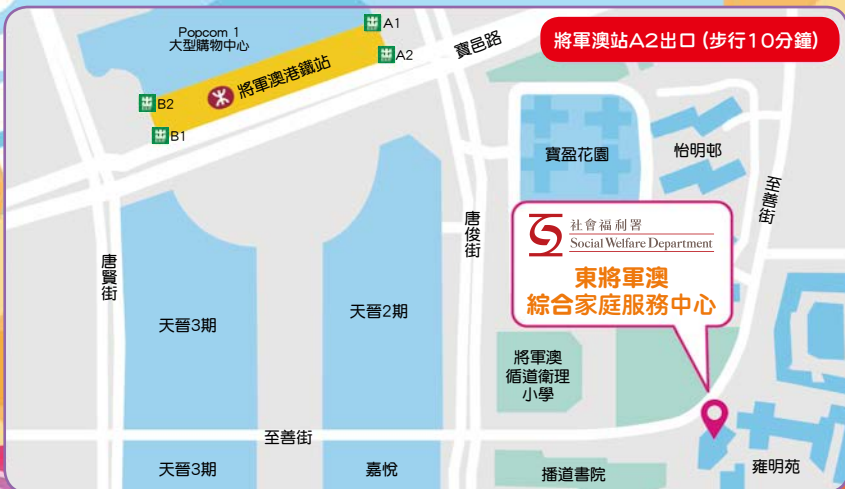 Popcom 1
大型購物中心
A1
A2
將軍澳港鐵站
B2
B1
寶邑路
將軍澳站A2出口 (步行10分鐘)
寶盈花園
怡明邨
至善街
社會福利署
Social Welfare Department
東將軍澳
綜合家庭服務中心
唐賢街
唐俊街
天晉3期
天晉2期
將軍澳
循道衛理
小學
至善街
天晉3期
嘉悅
播道書院
雍明苑